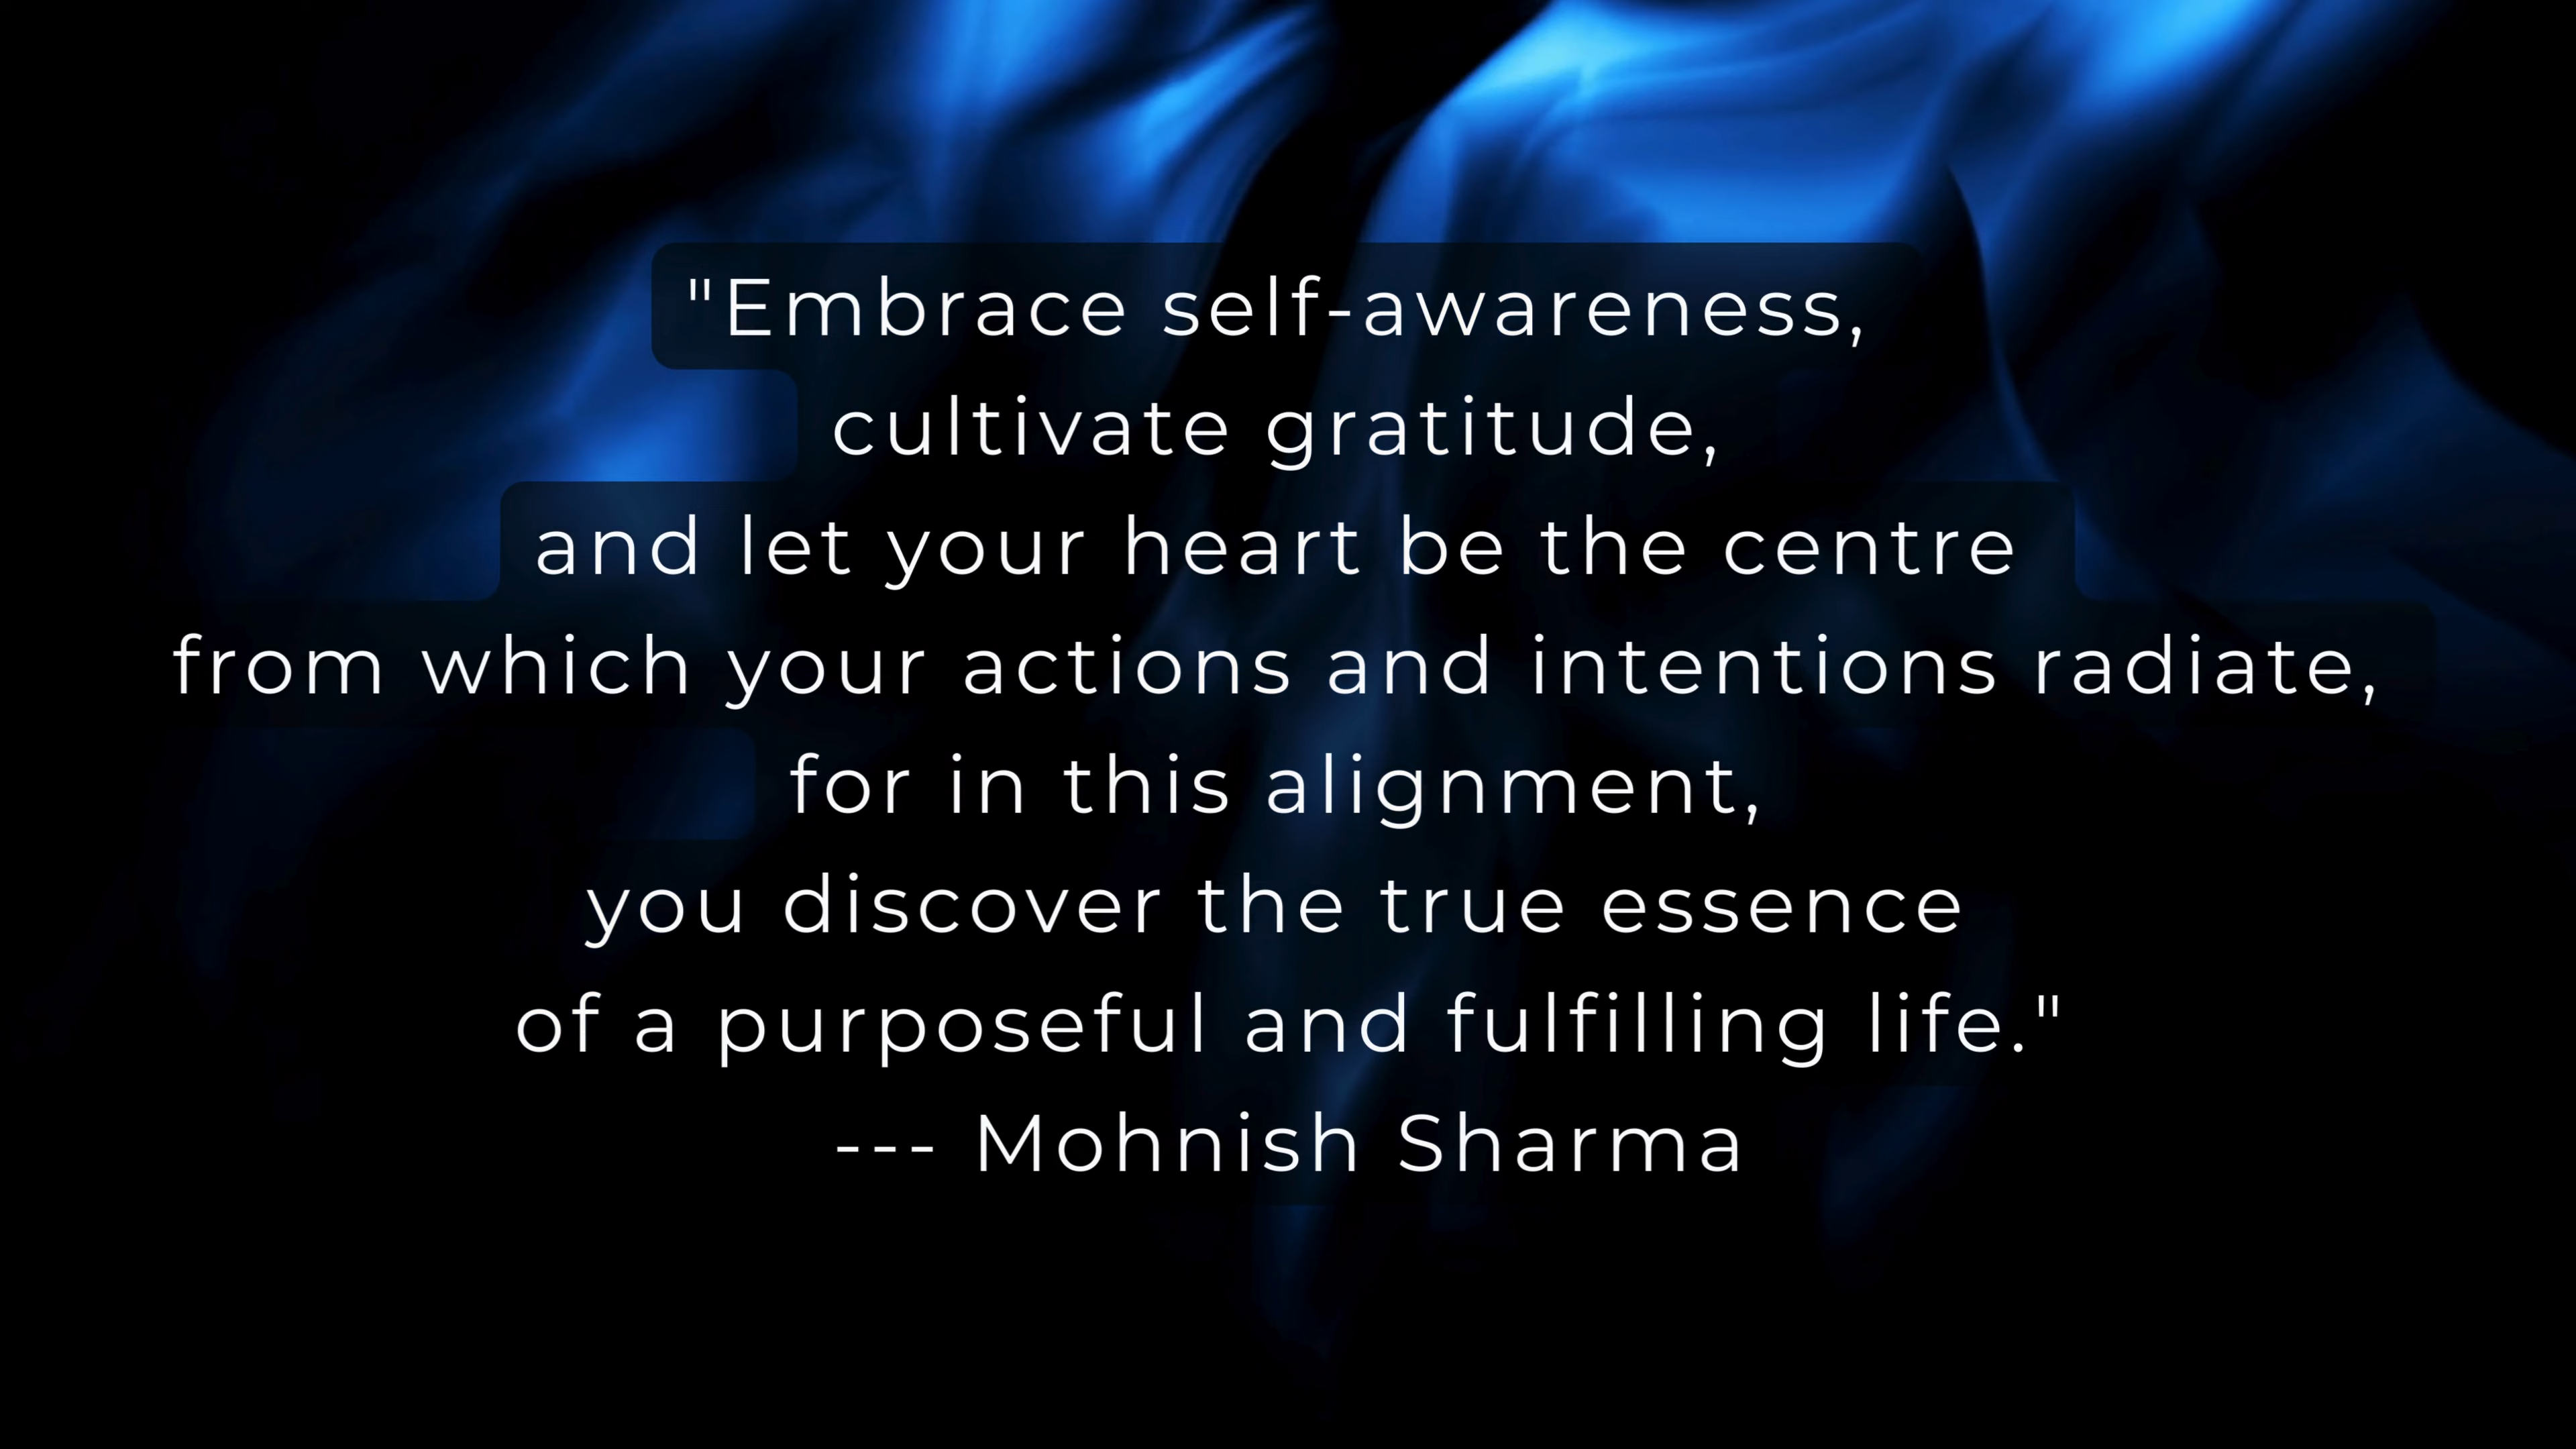 "Embrace self-awareness,
cultivate gratitude,
and let your heart be the centre
from which your actions and intentions radiate,
for in this alignment,
you discover the true essence
of a purposeful and fulfilling life."
--- Mohnish Sharma